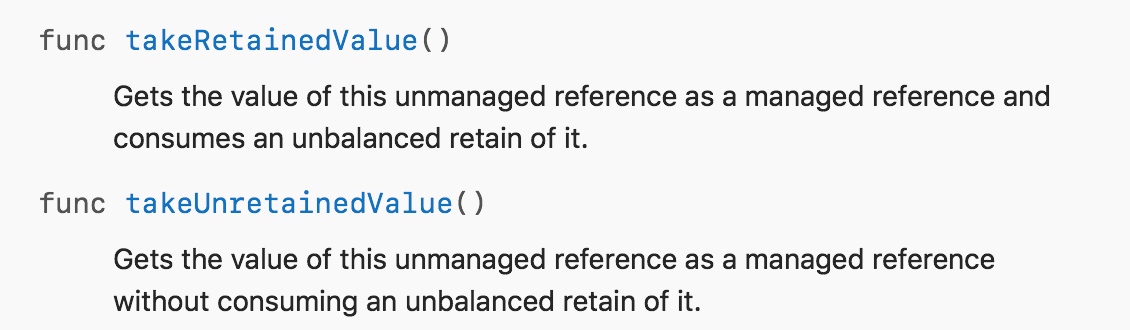 func takeRetainedValue()
Gets the value of this unmanaged reference as a managed reference and
consumes an unbalanced retain of it.
func takeUnretainedValue()
Gets the value of this unmanaged reference as a managed reference
without consuming an unbalanced retain of it.